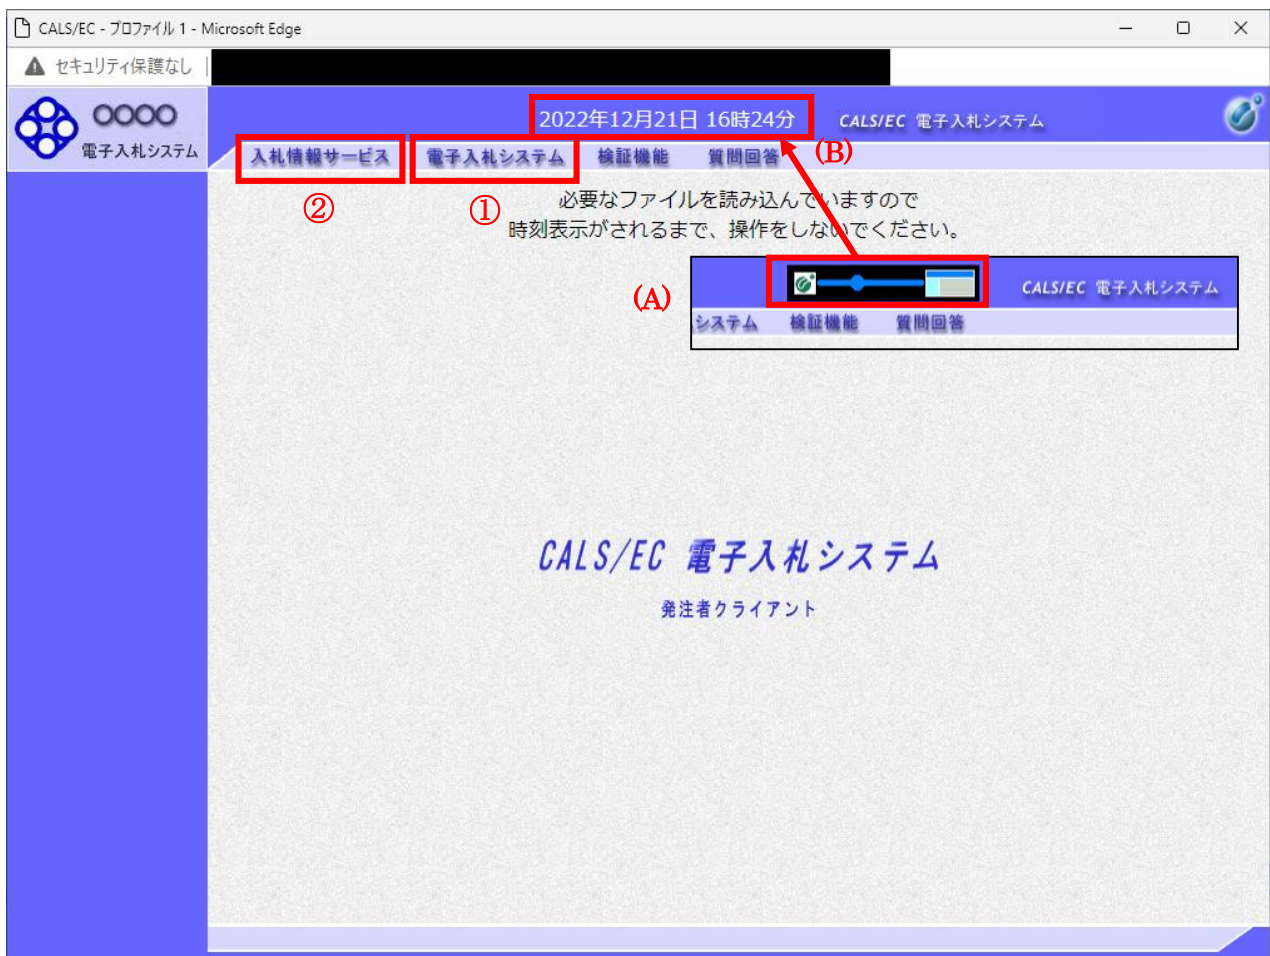 CALS/EC - プロファイル 1 - Microsoft Edge
セキュリティ保護なし
○○○○
電子入札システム
2022年12月21日 16時24分
CALS/EC 電子入札システム
入札情報サービス 電子入札システム 検証機能 質問回答
(B)
② ①
必要なファイルを読み込んでいますので
時刻表示がされるまで、操作をしないでください。
(A)
CALS/EC 電子入札システム
システム 検証機能 質問回答
CALS/EC 電子入札システム
発注者クライアント